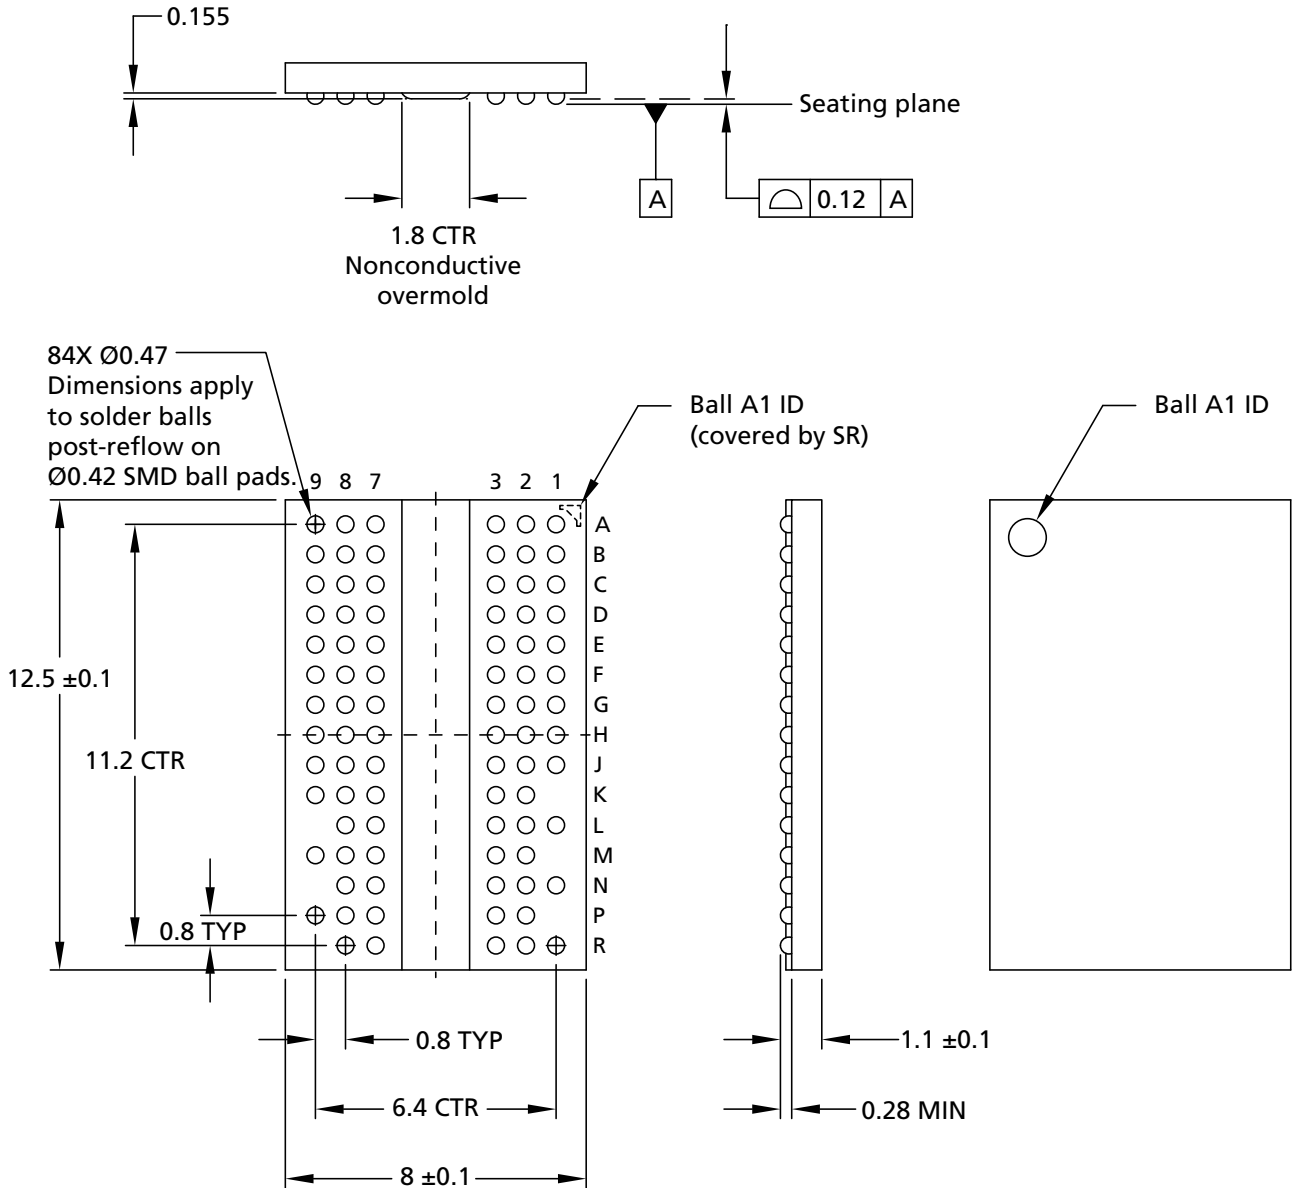 0.155
Seating plane
A
0.12 A
1.8 CTR
Nonconductive
overmold
84X Ø0.47
Dimensions apply
to solder balls
post-reflow on
Ø0.42 SMD ball pads.
Ball A1 ID
(covered by SR)
Ball A1 ID
9 8 7 3 2 1
A
B
C
D
E
F
G
H
J
K
L
M
N
P
R
12.5 ±0.1
11.2 CTR
0.8 TYP
0.8 TYP
1.1 ±0.1
6.4 CTR
0.28 MIN
8 ±0.1